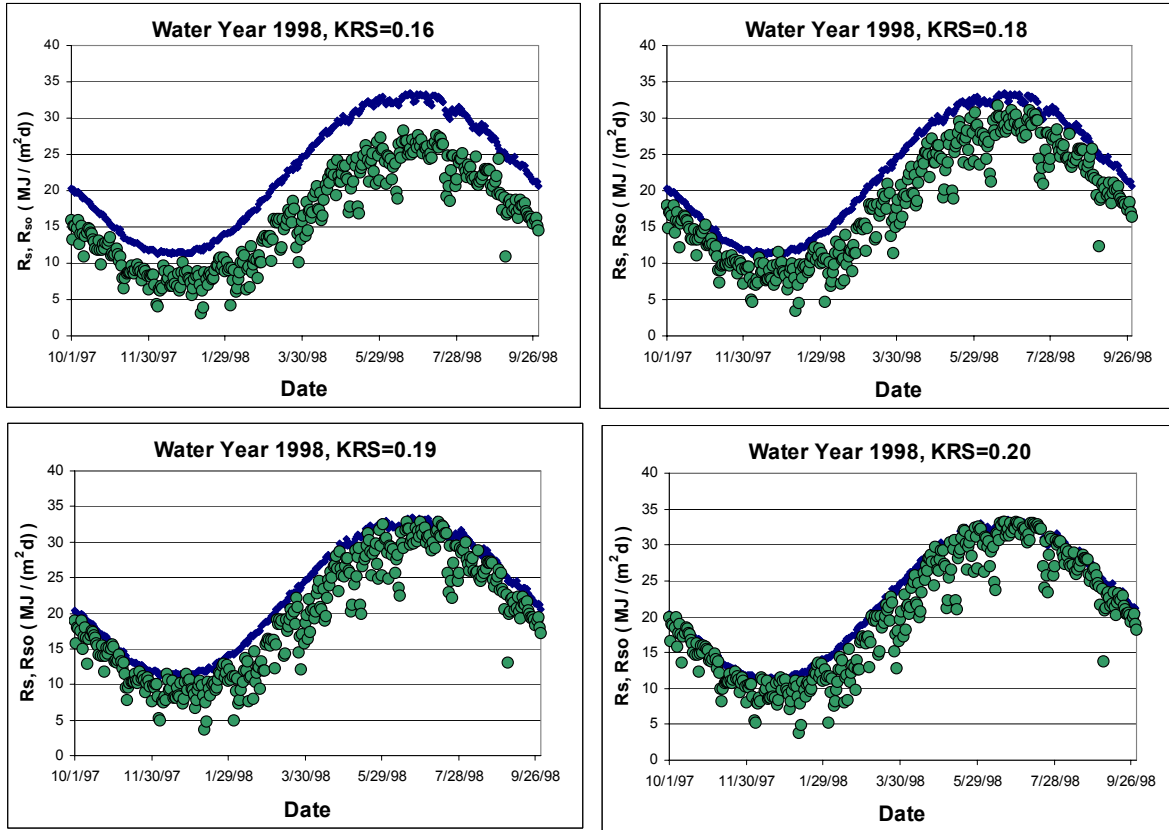 Water Year 1998, KRS=0.16
Rs, Rso ( MJ / (m²d))
40
35
30
25
20
15
10
5
0
10/1/97 11/30/97 1/29/98 3/30/98 5/29/98 7/28/98 9/26/98
Date
Water Year 1998, KRS=0.18
Rs, Rso ( MJ / (m²d))
40
35
30
25
20
15
10
5
0
10/1/97 11/30/97 1/29/98 3/30/98 5/29/98 7/28/98 9/26/98
Date
Water Year 1998, KRS=0.19
Rs, Rso ( MJ / (m²d))
40
35
30
25
20
15
10
5
0
10/1/97 11/30/97 1/29/98 3/30/98 5/29/98 7/28/98 9/26/98
Date
Water Year 1998, KRS=0.20
Rs, Rso ( MJ / (m²d))
40
35
30
25
20
15
10
5
0
10/1/97 11/30/97 1/29/98 3/30/98 5/29/98 7/28/98 9/26/98
Date